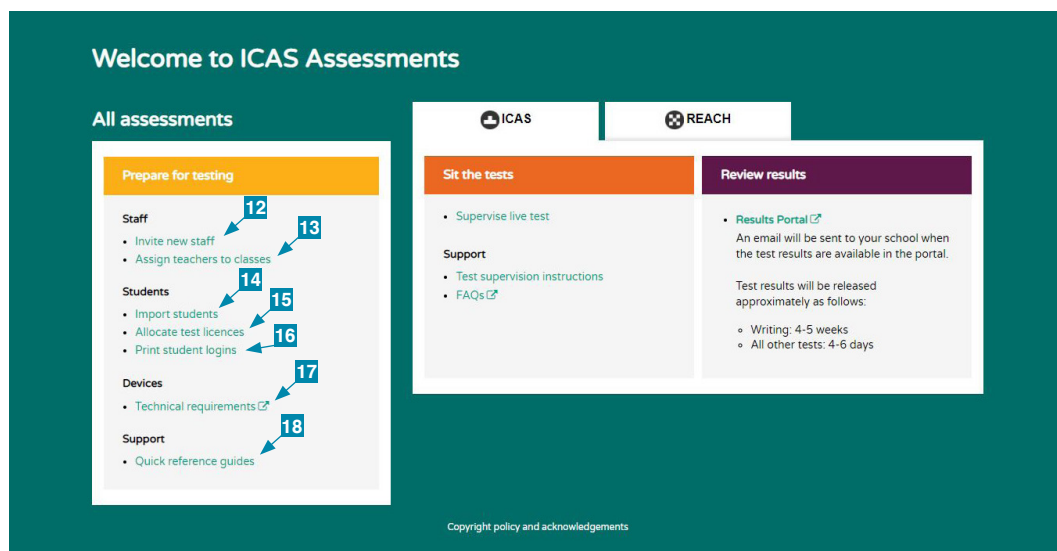 Welcome to ICAS Assessments
All assessments
Prepare for testing
Staff
12
• Invite new staff
13
• Assign teachers to classes
Students
14
• Import students
15
• Allocate test licences
16
• Print student logins
Devices
17
• Technical requirements
Support
18
• Quick reference guides
ICAS
REACH
Sit the tests
• Supervise live test
Support
• Test supervision instructions
• FAQs
Review results
• Results Portal
An email will be sent to your school when
the test results are available in the portal.
Test results will be released
approximately as follows:
◦ Writing: 4-5 weeks
◦ All other tests: 4-6 days
Copyright policy and acknowledgements